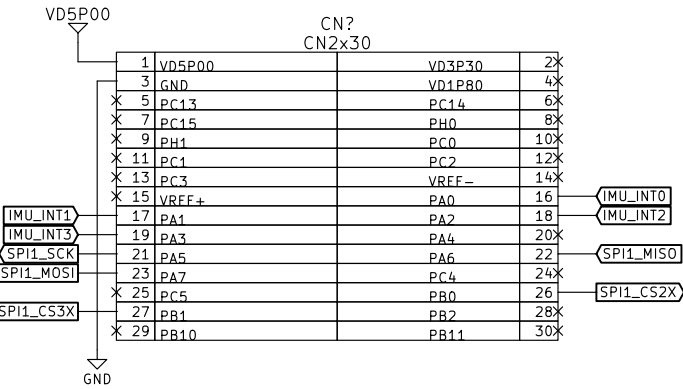 VD5P00
CN?
CN2x30
1 VD5P00 VD3P30 2
3 GND VD1P80 4
5 PC13 PC14 6
7 PC15 PH0 8
9 PH1 PC0 10
11 PC1 PC2 12
13 PC3 VREF- 14
15 VREF+ PA0 16 IMU_INT0
IMU_INT1 17 PA1 PA2 18 IMU_INT2
IMU_INT3 19 PA3 PA4 20
SPI1_SCK 21 PA5 PA6 22 SPI1_MISO
SPI1_MOSI 23 PA7 PC4 24
25 PC5 PB0 26 SPI1_CS2X
SPI1_CS3X 27 PB1 PB2 28
29 PB10 PB11 30
GND